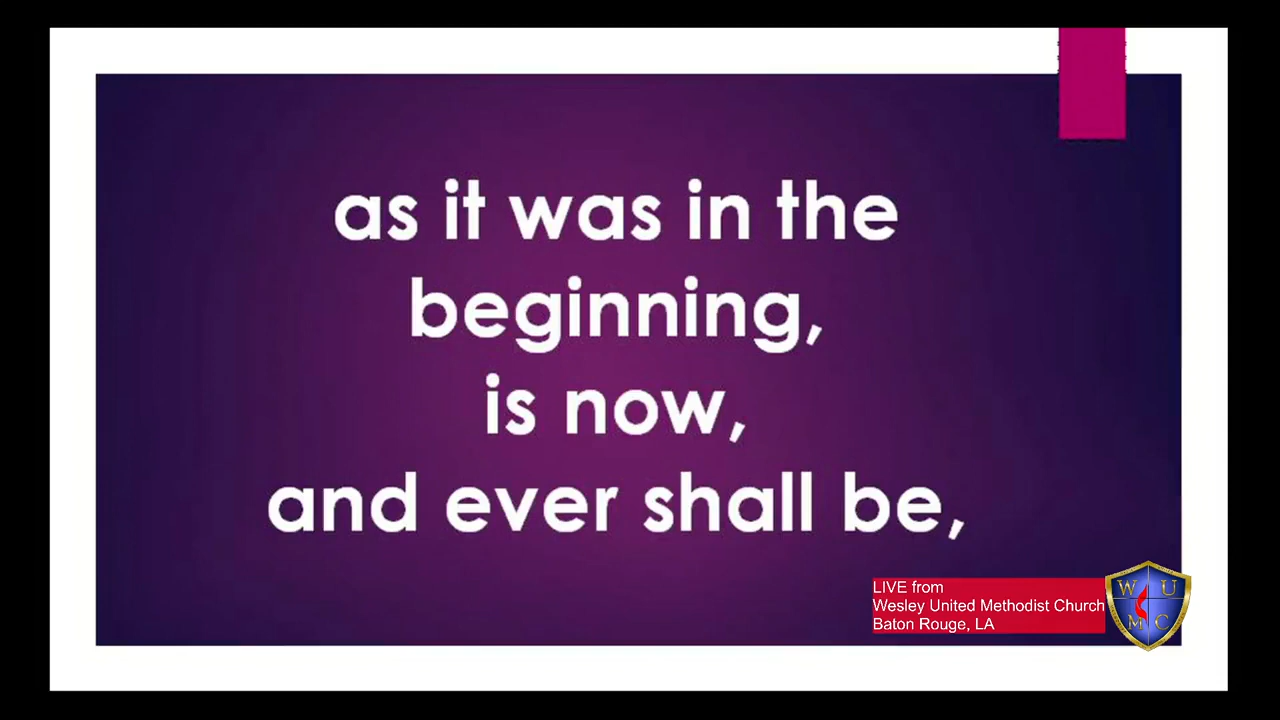 as it was in the
beginning,
is now,
and ever shall be,
LIVE from
Wesley United Methodist Church
Baton Rouge, LA
W U
M C